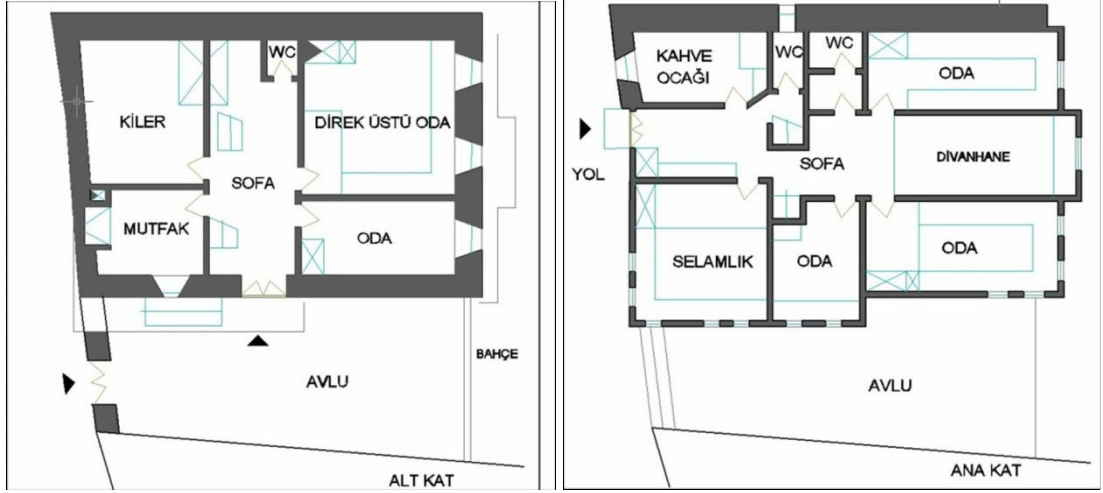 WC
KİLER
DİREK ÜSTÜ ODA
SOFA
MUTFAK
ODA
BAHÇE
AVLU
ALT KAT
KAHVE
OCAĞI
WC
WC
ODA
YOL
SOFA
DİVANHANE
SELAMLIK
ODA
ODA
AVLU
ANA KAT